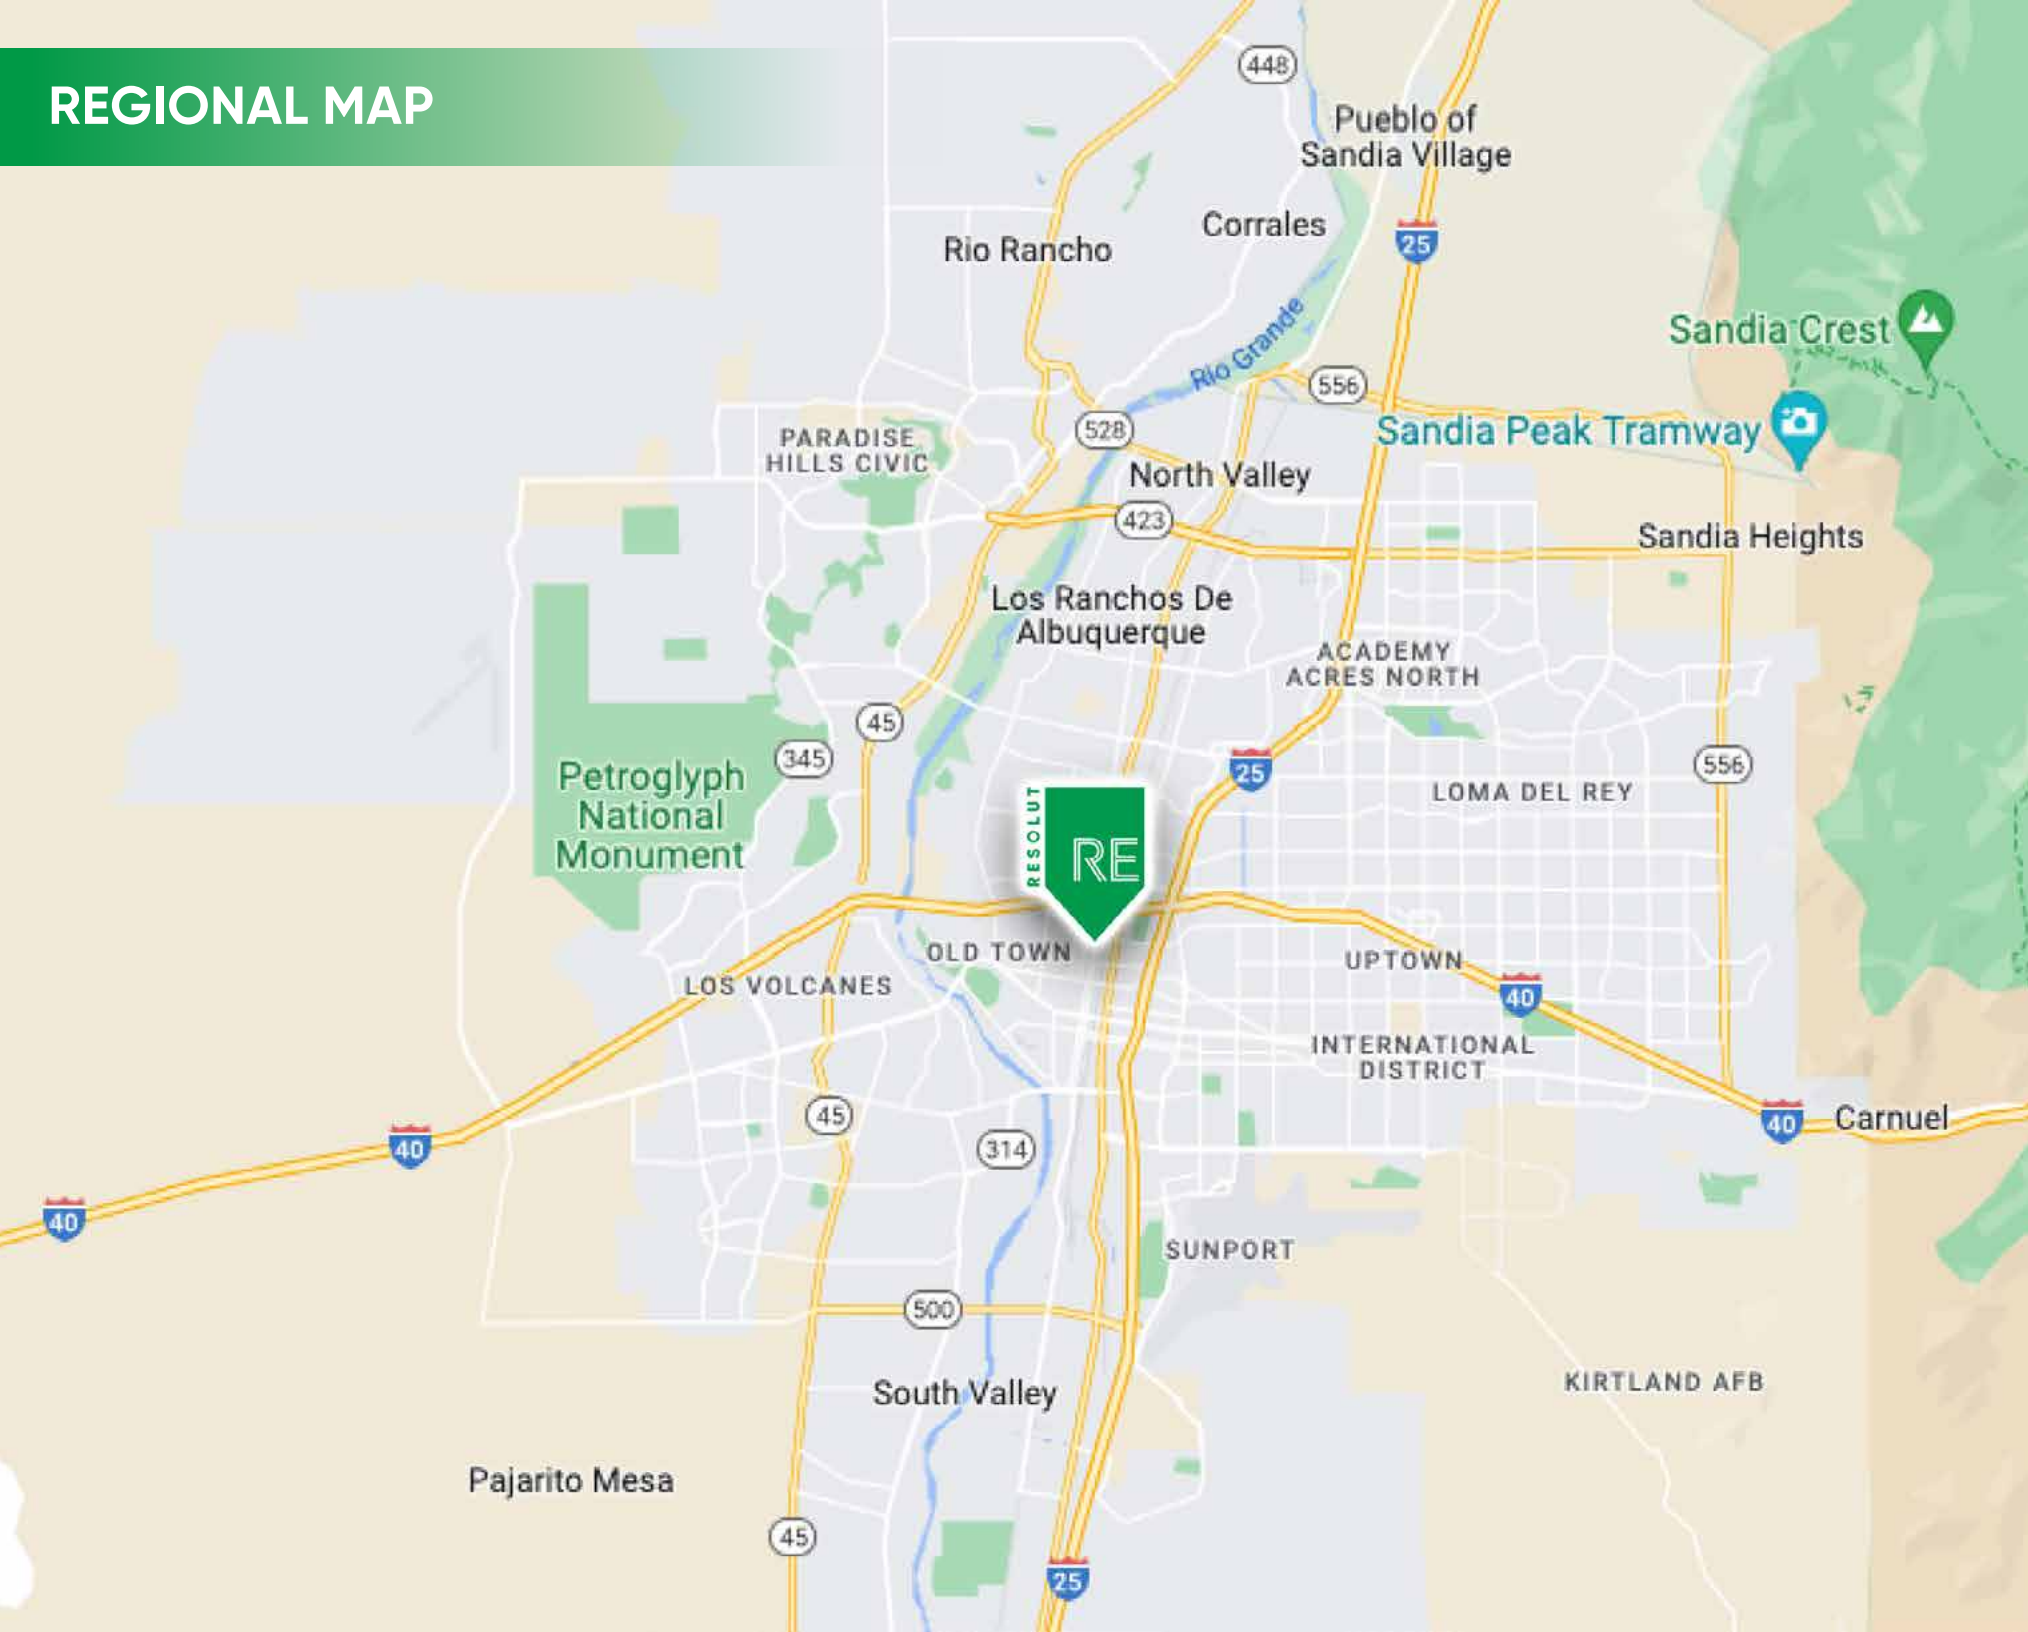 REGIONAL MAP
448
Pueblo of
Sandia Village
Corrales
Rio Rancho
25
Rio Grande
Sandia Crest
556
528
Sandia Peak Tramway
PARADISE
HILLS CIVIC
North Valley
423
Sandia Heights
Los Ranchos De
Albuquerque
ACADEMY
ACRES NORTH
45
345
25
556
Petroglyph
National
Monument
LOMA DEL REY
RESOLUT
RE
OLD TOWN
UPTOWN
LOS VOLCANES
40
INTERNATIONAL
DISTRICT
45
40
Carnuel
40
314
40
SUNPORT
500
South Valley
KIRTLAND AFB
Pajarito Mesa
45
25